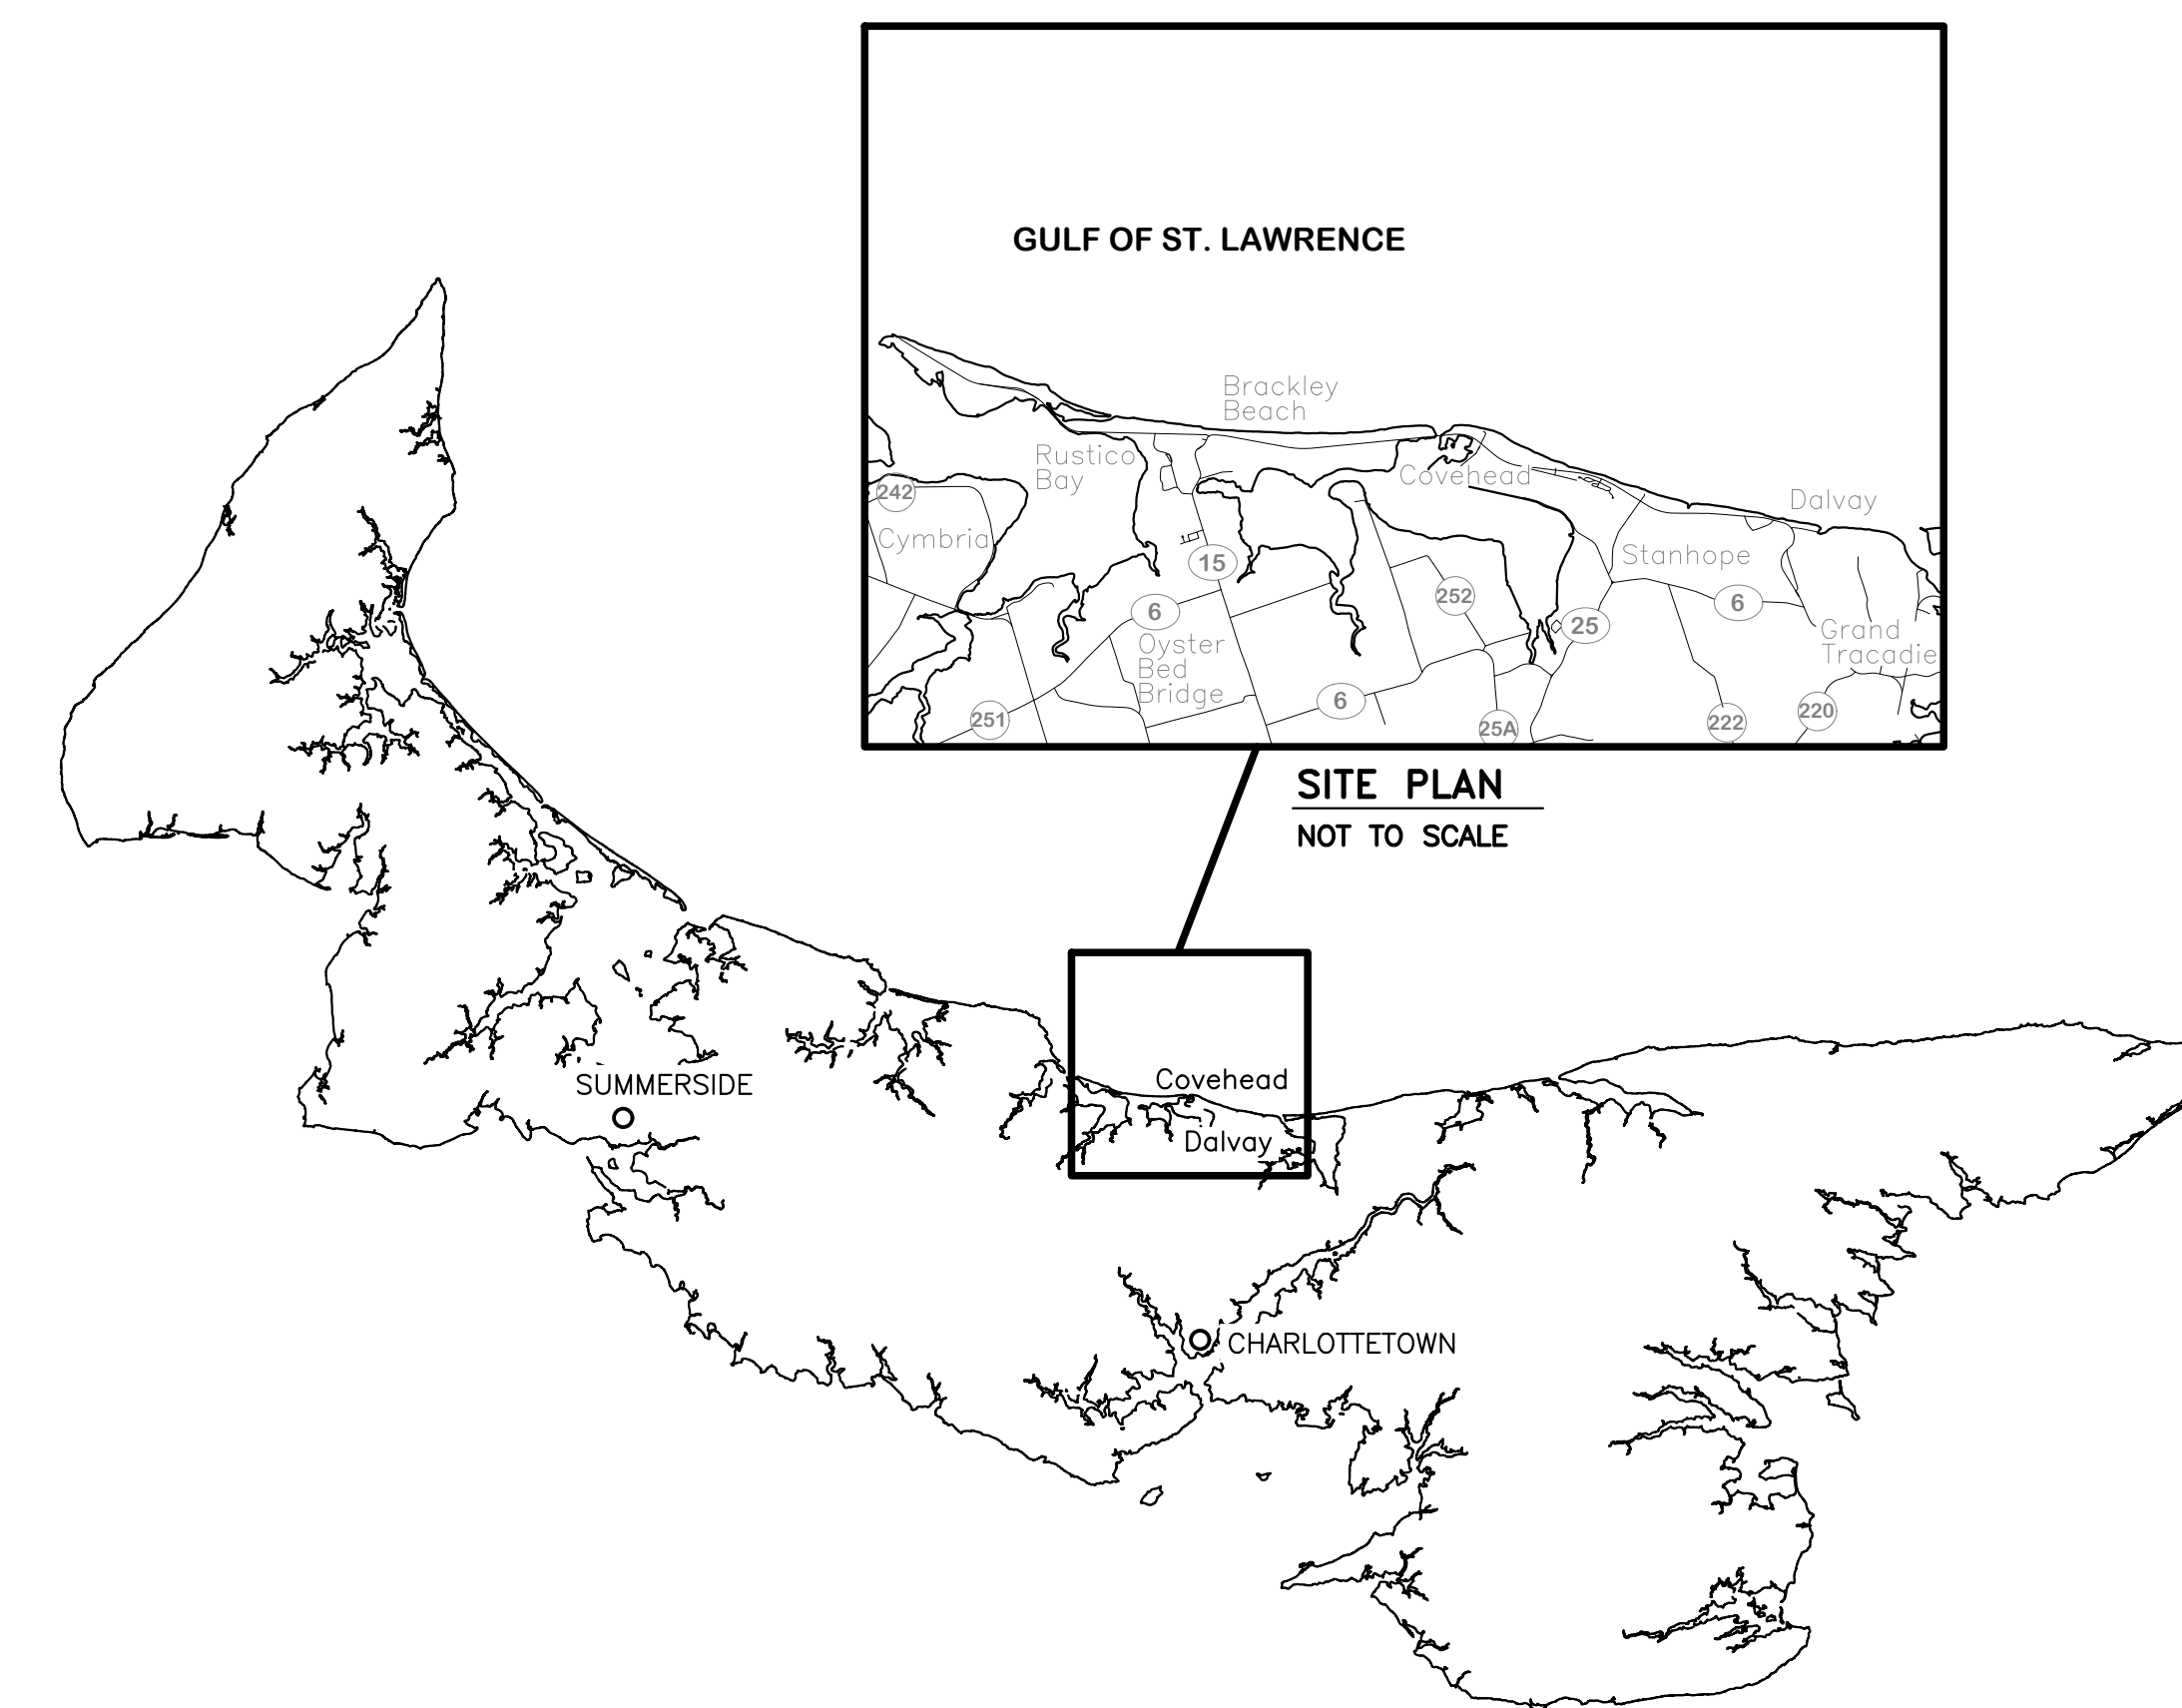 GULF OF ST. LAWRENCE
Brackley
Beach
Rustico
Bay
Covehead
Dalvay
242
Cymbria
15
Stanhope
252
6
6
25
Oyster
Bed
Bridge
Grand
Tracadie
6
251
25A
222
220
SITE PLAN
NOT TO SCALE
Covehead
SUMMERSIDE
Dalvay
CHARLOTTETOWN